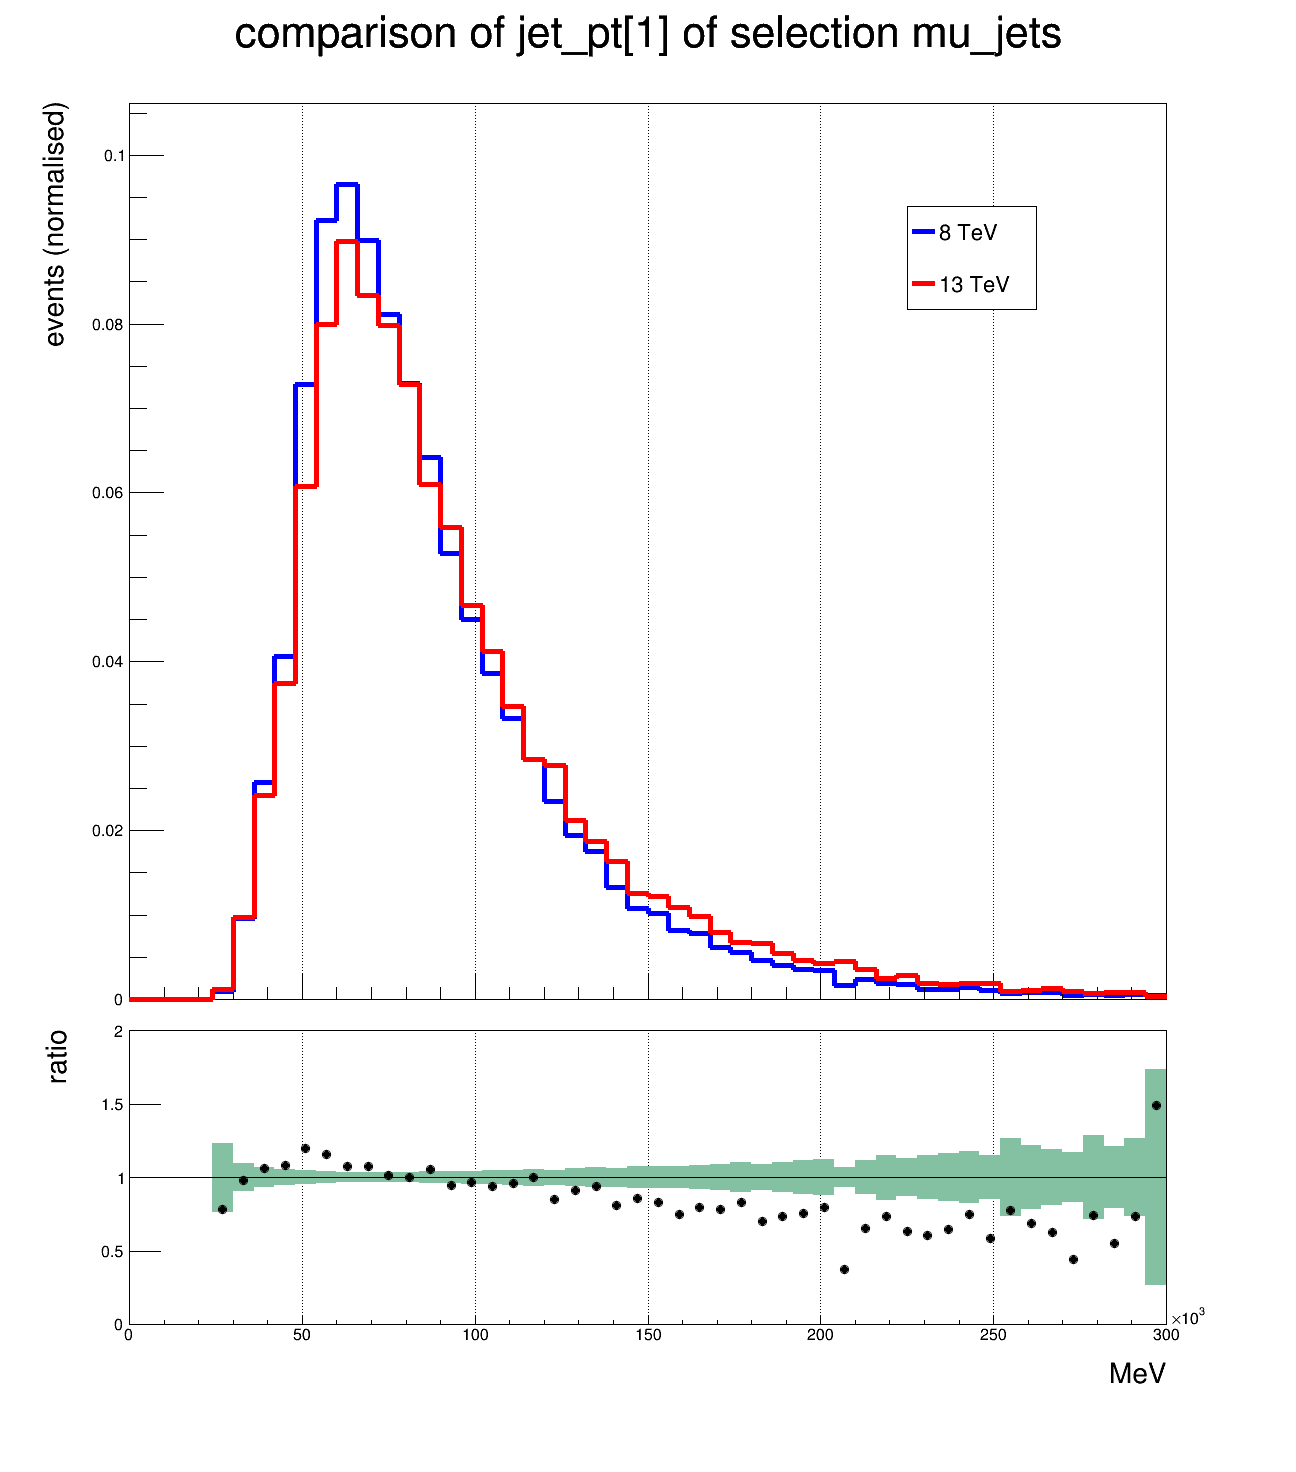 comparison of jet_pt[1] of selection mu_jets
events (normalised)
0.1
0.08
0.06
0.04
0.02
0
8 TeV
13 TeV
ratio
2
1.5
1
0.5
0
0 50 100 150 200 250 300
×10³
MeV